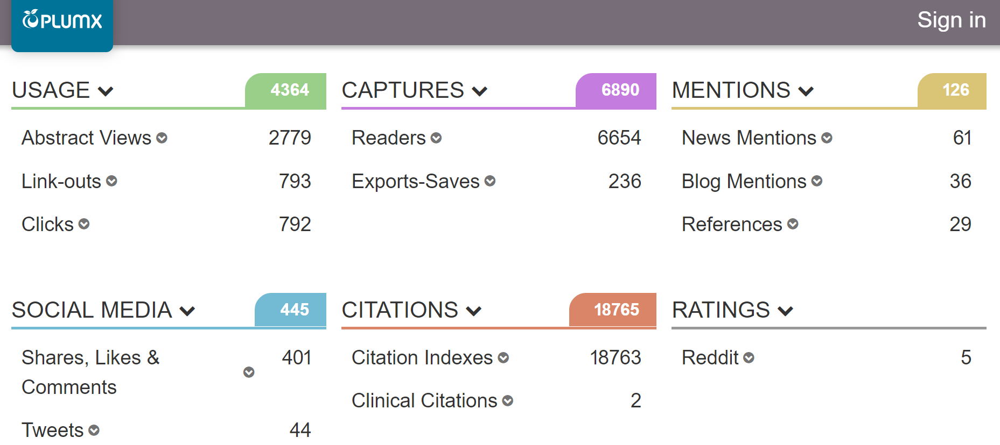 PLUMX
Sign in
USAGE 4364
Abstract Views 2779
Link-outs 793
Clicks 792
CAPTURES 6890
Readers 6654
Exports-Saves 236
MENTIONS 126
News Mentions 61
Blog Mentions 36
References 29
SOCIAL MEDIA 445
Shares, Likes & 401
Comments
Tweets 44
CITATIONS 18765
Citation Indexes 18763
Clinical Citations 2
RATINGS
Reddit 5